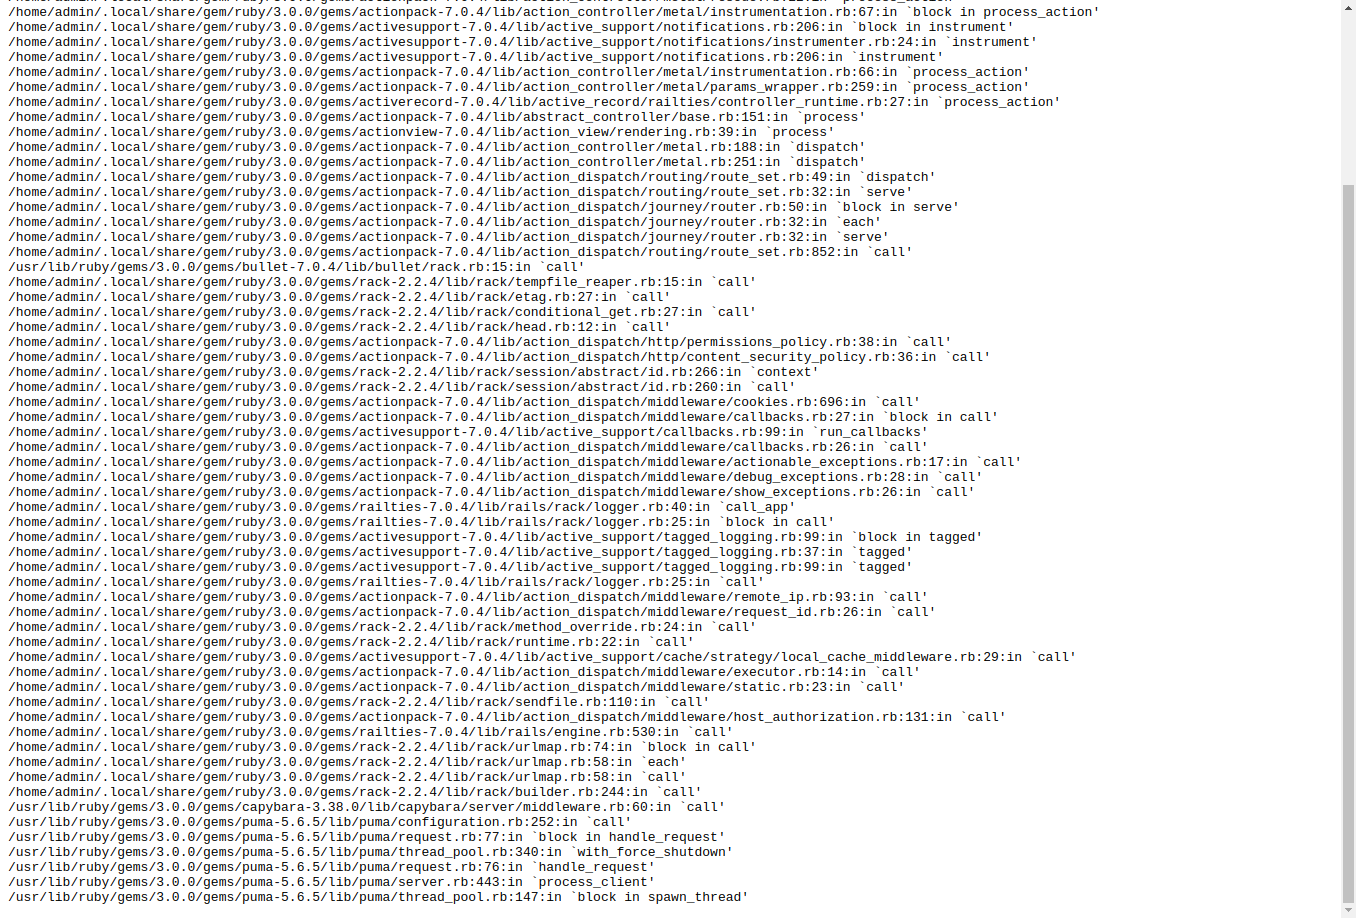 /home/admin/.local/share/gem/ruby/3.0.0/gems/actionpack-7.0.4/lib/action_controller/metal/instrumentation.rb:67:in `block in process_action'
/home/admin/.local/share/gem/ruby/3.0.0/gems/activesupport-7.0.4/lib/active_support/notifications.rb:206:in `block in instrument'
/home/admin/.local/share/gem/ruby/3.0.0/gems/activesupport-7.0.4/lib/active_support/notifications/instrumenter.rb:24:in `instrument'
/home/admin/.local/share/gem/ruby/3.0.0/gems/activesupport-7.0.4/lib/active_support/notifications.rb:206:in `instrument'
/home/admin/.local/share/gem/ruby/3.0.0/gems/actionpack-7.0.4/lib/action_controller/metal/instrumentation.rb:66:in `process_action'
/home/admin/.local/share/gem/ruby/3.0.0/gems/actionpack-7.0.4/lib/action_controller/metal/params_wrapper.rb:259:in `process_action'
/home/admin/.local/share/gem/ruby/3.0.0/gems/activerecord-7.0.4/lib/active_record/railties/controller_runtime.rb:27:in `process_action'
/home/admin/.local/share/gem/ruby/3.0.0/gems/actionpack-7.0.4/lib/abstract_controller/base.rb:151:in `process'
/home/admin/.local/share/gem/ruby/3.0.0/gems/actionview-7.0.4/lib/action_view/rendering.rb:39:in `process'
/home/admin/.local/share/gem/ruby/3.0.0/gems/actionpack-7.0.4/lib/action_controller/metal.rb:188:in `dispatch'
/home/admin/.local/share/gem/ruby/3.0.0/gems/actionpack-7.0.4/lib/action_controller/metal.rb:251:in `dispatch'
/home/admin/.local/share/gem/ruby/3.0.0/gems/actionpack-7.0.4/lib/action_dispatch/routing/route_set.rb:49:in `dispatch'
/home/admin/.local/share/gem/ruby/3.0.0/gems/actionpack-7.0.4/lib/action_dispatch/routing/route_set.rb:32:in `serve'
/home/admin/.local/share/gem/ruby/3.0.0/gems/actionpack-7.0.4/lib/action_dispatch/journey/router.rb:50:in `block in serve'
/home/admin/.local/share/gem/ruby/3.0.0/gems/actionpack-7.0.4/lib/action_dispatch/journey/router.rb:32:in `each'
/home/admin/.local/share/gem/ruby/3.0.0/gems/actionpack-7.0.4/lib/action_dispatch/journey/router.rb:32:in `serve'
/home/admin/.local/share/gem/ruby/3.0.0/gems/actionpack-7.0.4/lib/action_dispatch/routing/route_set.rb:852:in `call'
/usr/lib/ruby/gems/3.0.0/gems/bullet-7.0.4/lib/bullet/rack.rb:15:in `call'
/home/admin/.local/share/gem/ruby/3.0.0/gems/rack-2.2.4/lib/rack/tempfile_reaper.rb:15:in `call'
/home/admin/.local/share/gem/ruby/3.0.0/gems/rack-2.2.4/lib/rack/etag.rb:27:in `call'
/home/admin/.local/share/gem/ruby/3.0.0/gems/rack-2.2.4/lib/rack/conditional_get.rb:27:in `call'
/home/admin/.local/share/gem/ruby/3.0.0/gems/rack-2.2.4/lib/rack/head.rb:12:in `call'
/home/admin/.local/share/gem/ruby/3.0.0/gems/actionpack-7.0.4/lib/action_dispatch/http/permissions_policy.rb:38:in `call'
/home/admin/.local/share/gem/ruby/3.0.0/gems/actionpack-7.0.4/lib/action_dispatch/http/content_security_policy.rb:36:in `call'
/home/admin/.local/share/gem/ruby/3.0.0/gems/rack-2.2.4/lib/rack/session/abstract/id.rb:266:in `context'
/home/admin/.local/share/gem/ruby/3.0.0/gems/rack-2.2.4/lib/rack/session/abstract/id.rb:260:in `call'
/home/admin/.local/share/gem/ruby/3.0.0/gems/actionpack-7.0.4/lib/action_dispatch/middleware/cookies.rb:696:in `call'
/home/admin/.local/share/gem/ruby/3.0.0/gems/actionpack-7.0.4/lib/action_dispatch/middleware/callbacks.rb:27:in `block in call'
/home/admin/.local/share/gem/ruby/3.0.0/gems/activesupport-7.0.4/lib/active_support/callbacks.rb:99:in `run_callbacks'
/home/admin/.local/share/gem/ruby/3.0.0/gems/actionpack-7.0.4/lib/action_dispatch/middleware/callbacks.rb:26:in `call'
/home/admin/.local/share/gem/ruby/3.0.0/gems/actionpack-7.0.4/lib/action_dispatch/middleware/actionable_exceptions.rb:17:in `call'
/home/admin/.local/share/gem/ruby/3.0.0/gems/actionpack-7.0.4/lib/action_dispatch/middleware/debug_exceptions.rb:28:in `call'
/home/admin/.local/share/gem/ruby/3.0.0/gems/actionpack-7.0.4/lib/action_dispatch/middleware/show_exceptions.rb:26:in `call'
/home/admin/.local/share/gem/ruby/3.0.0/gems/railties-7.0.4/lib/rails/rack/logger.rb:40:in `call_app'
/home/admin/.local/share/gem/ruby/3.0.0/gems/railties-7.0.4/lib/rails/rack/logger.rb:25:in `block in call'
/home/admin/.local/share/gem/ruby/3.0.0/gems/activesupport-7.0.4/lib/active_support/tagged_logging.rb:99:in `block in tagged'
/home/admin/.local/share/gem/ruby/3.0.0/gems/activesupport-7.0.4/lib/active_support/tagged_logging.rb:37:in `tagged'
/home/admin/.local/share/gem/ruby/3.0.0/gems/activesupport-7.0.4/lib/active_support/tagged_logging.rb:99:in `tagged'
/home/admin/.local/share/gem/ruby/3.0.0/gems/railties-7.0.4/lib/rails/rack/logger.rb:25:in `call'
/home/admin/.local/share/gem/ruby/3.0.0/gems/actionpack-7.0.4/lib/action_dispatch/middleware/remote_ip.rb:93:in `call'
/home/admin/.local/share/gem/ruby/3.0.0/gems/actionpack-7.0.4/lib/action_dispatch/middleware/request_id.rb:26:in `call'
/home/admin/.local/share/gem/ruby/3.0.0/gems/rack-2.2.4/lib/rack/method_override.rb:24:in `call'
/home/admin/.local/share/gem/ruby/3.0.0/gems/rack-2.2.4/lib/rack/runtime.rb:22:in `call'
/home/admin/.local/share/gem/ruby/3.0.0/gems/activesupport-7.0.4/lib/active_support/cache/strategy/local_cache_middleware.rb:29:in `call'
/home/admin/.local/share/gem/ruby/3.0.0/gems/actionpack-7.0.4/lib/action_dispatch/middleware/executor.rb:14:in `call'
/home/admin/.local/share/gem/ruby/3.0.0/gems/actionpack-7.0.4/lib/action_dispatch/middleware/static.rb:23:in `call'
/home/admin/.local/share/gem/ruby/3.0.0/gems/rack-2.2.4/lib/rack/sendfile.rb:110:in `call'
/home/admin/.local/share/gem/ruby/3.0.0/gems/actionpack-7.0.4/lib/action_dispatch/middleware/host_authorization.rb:131:in `call'
/home/admin/.local/share/gem/ruby/3.0.0/gems/railties-7.0.4/lib/rails/engine.rb:530:in `call'
/home/admin/.local/share/gem/ruby/3.0.0/gems/rack-2.2.4/lib/rack/urlmap.rb:74:in `block in call'
/home/admin/.local/share/gem/ruby/3.0.0/gems/rack-2.2.4/lib/rack/urlmap.rb:58:in `each'
/home/admin/.local/share/gem/ruby/3.0.0/gems/rack-2.2.4/lib/rack/urlmap.rb:58:in `call'
/home/admin/.local/share/gem/ruby/3.0.0/gems/rack-2.2.4/lib/rack/builder.rb:244:in `call'
/usr/lib/ruby/gems/3.0.0/gems/capybara-3.38.0/lib/capybara/server/middleware.rb:60:in `call'
/usr/lib/ruby/gems/3.0.0/gems/puma-5.6.5/lib/puma/configuration.rb:252:in `call'
/usr/lib/ruby/gems/3.0.0/gems/puma-5.6.5/lib/puma/request.rb:77:in `block in handle_request'
/usr/lib/ruby/gems/3.0.0/gems/puma-5.6.5/lib/puma/thread_pool.rb:340:in `with_force_shutdown'
/usr/lib/ruby/gems/3.0.0/gems/puma-5.6.5/lib/puma/request.rb:76:in `handle_request'
/usr/lib/ruby/gems/3.0.0/gems/puma-5.6.5/lib/puma/server.rb:443:in `process_client'
/usr/lib/ruby/gems/3.0.0/gems/puma-5.6.5/lib/puma/thread_pool.rb:147:in `block in spawn_thread'